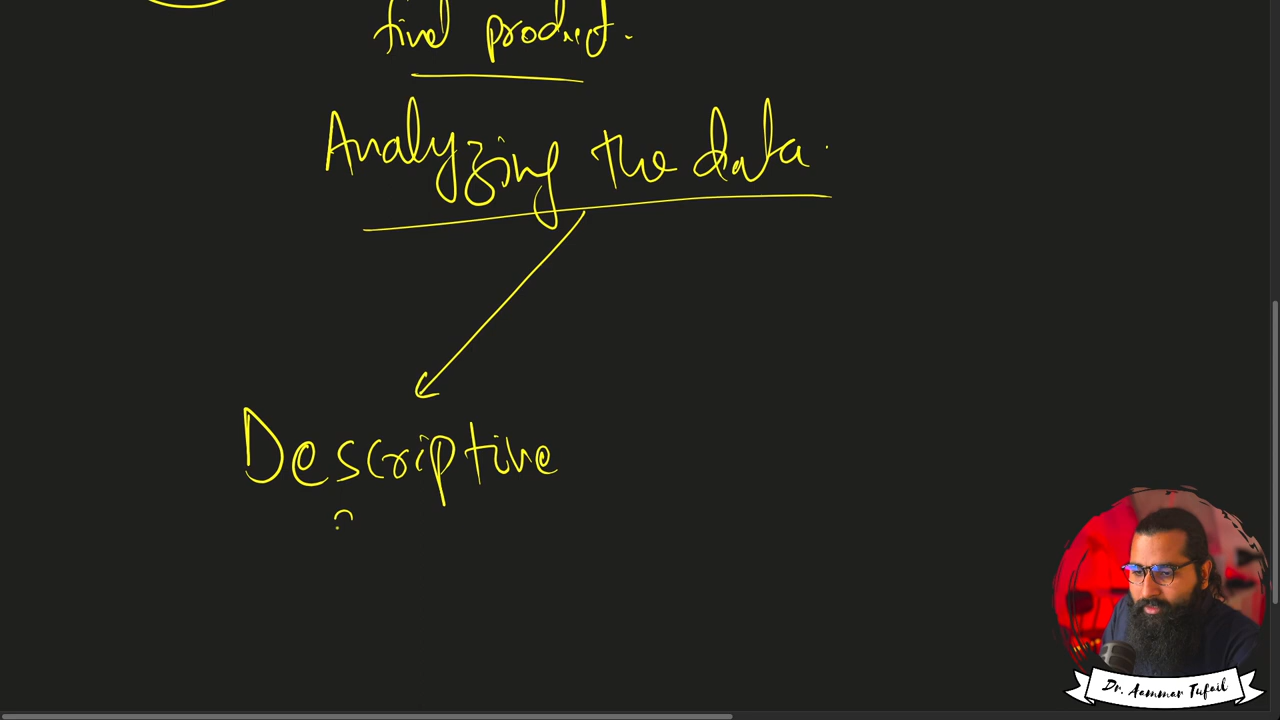 final product.
Analyzing the data.
Descriptive
Dr. Aammar Tufail